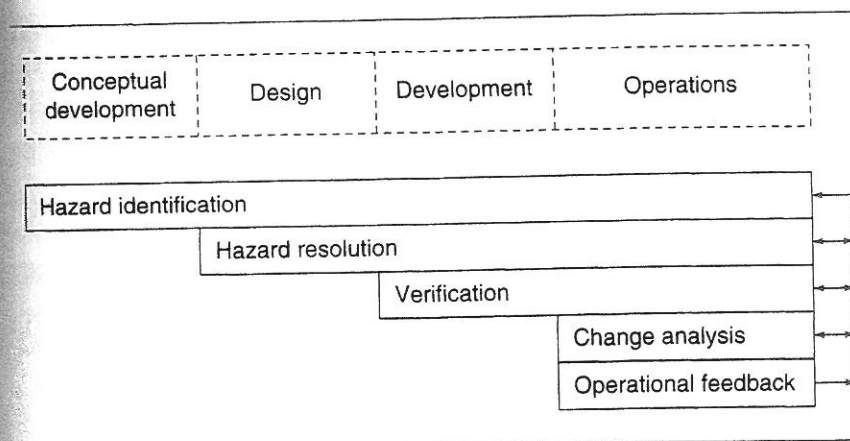 Conceptual
development
Design
Development
Operations
Hazard identification
Hazard resolution
Verification
Change analysis
Operational feedback